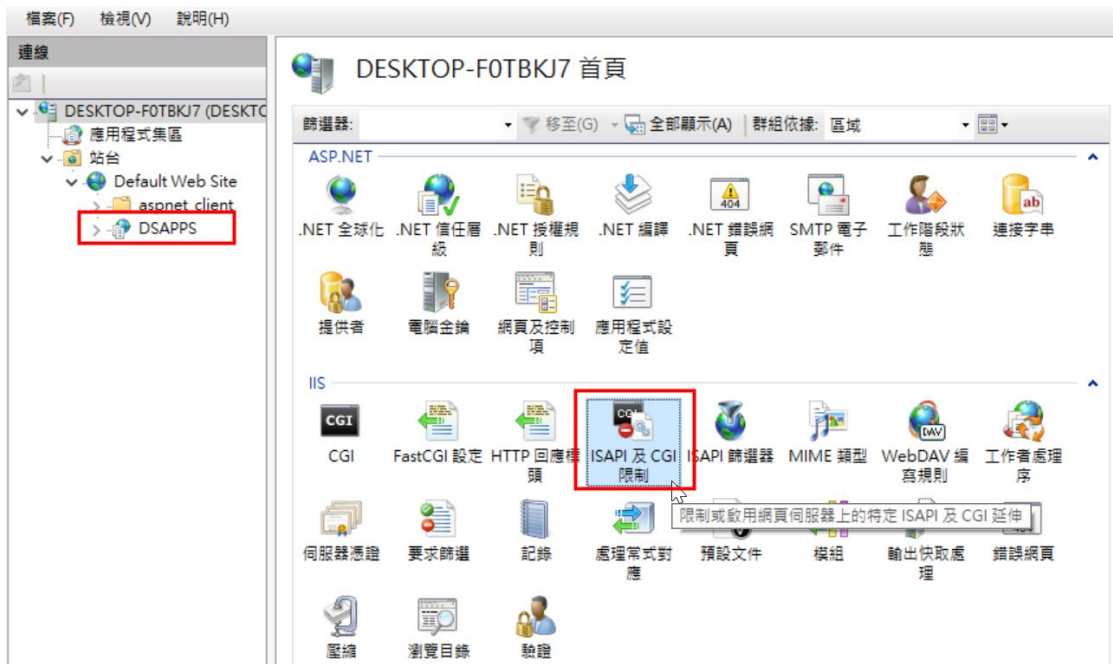 檔案(F) 檢視(V) 說明(H)
連線
DESKTOP-F0TBKJ7 (DESKTO
應用程式集區
站台
Default Web Site
aspnet_client
DSAPPS
DESKTOP-F0TBKJ7 首頁
篩選器: 移至(G) 全部顯示(A) 群組依據: 區域
ASP.NET
.NET 全球化 .NET 信任層級 .NET 授權規則 .NET 編譯 .NET 錯誤網頁 SMTP 電子郵件 工作階段狀態 連接字串
提供者 電腦金鑰 網頁及控制項 應用程式設定值
IIS
CGI FastCGI 設定 HTTP 回應標頭 ISAPI 及 CGI 限制 ISAPI 篩選器 MIME 類型 WebDAV 編寫規則 工作者處理序
限制或啟用網頁伺服器上的特定 ISAPI 及 CGI 延伸
伺服器憑證 要求篩選 記錄 處理常式對應 預設文件 模組 輸出快取處理 錯誤網頁
壓縮 瀏覽目錄 驗證